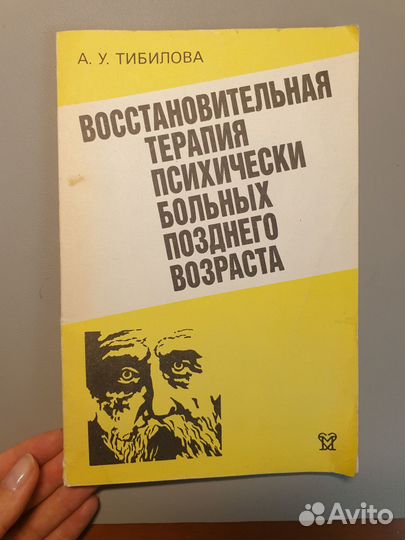 А. У. ТИБИЛОВА
ВОССТАНОВИТЕЛЬНАЯ
ТЕРАПИЯ
ПСИХИЧЕСКИ
БОЛЬНЫХ
ПОЗДНЕГО
ВОЗРАСТА
М
Avito